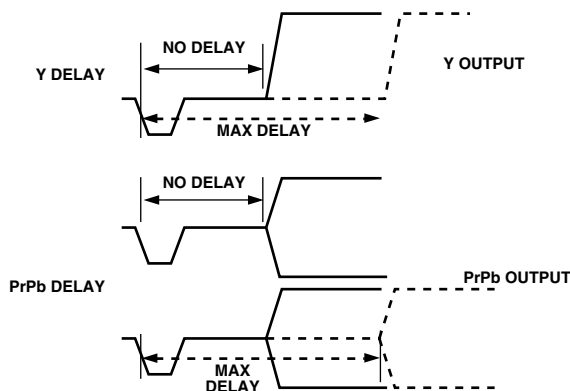 NO DELAY
Y DELAY
Y OUTPUT
MAX DELAY
NO DELAY
PrPb DELAY
PrPb OUTPUT
MAX
DELAY